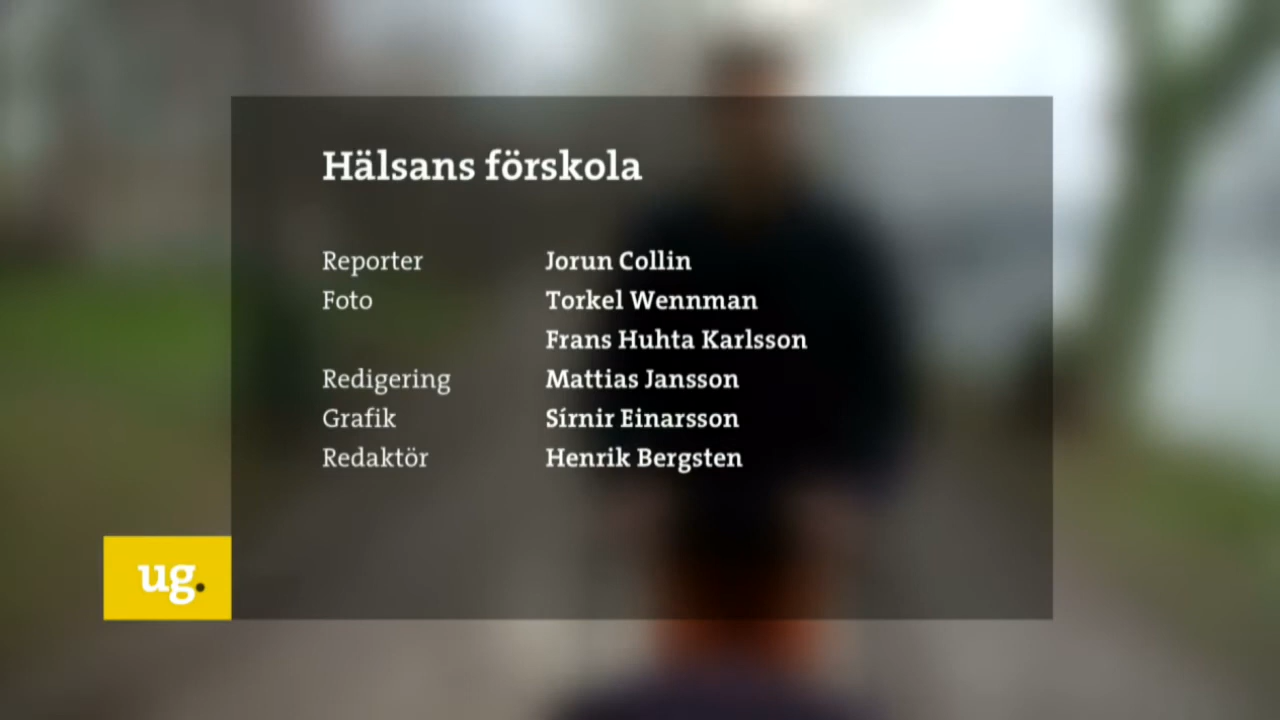 Hälsans förskola
Reporter Jorun Collin
Foto Torkel Wennman
Frans Huhta Karlsson
Redigering Mattias Jansson
Grafik Sírnir Einarsson
Redaktör Henrik Bergsten
ug.